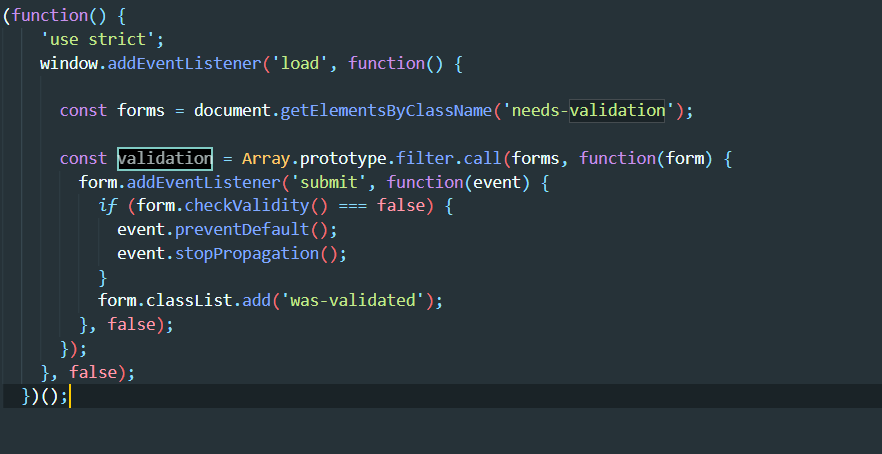 (function() {
    'use strict';
    window.addEventListener('load', function() {
      const forms = document.getElementsByClassName('needs-validation');
      const validation = Array.prototype.filter.call(forms, function(form) {
        form.addEventListener('submit', function(event) {
          if (form.checkValidity() === false) {
            event.preventDefault();
            event.stopPropagation();
          }
          form.classList.add('was-validated');
        }, false);
      });
    }, false);
  })();